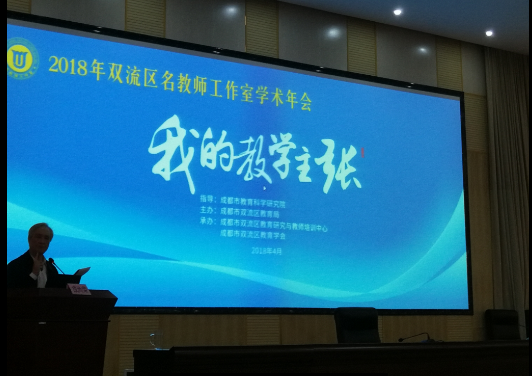 2018年双流区名教师工作室学术年会
我的教学主张
指导：成都市教育科学研究院
主办：成都市双流区教育局
承办：成都市双流区教育研究与教师培训中心
成都市双流区教育学会
2018年4月